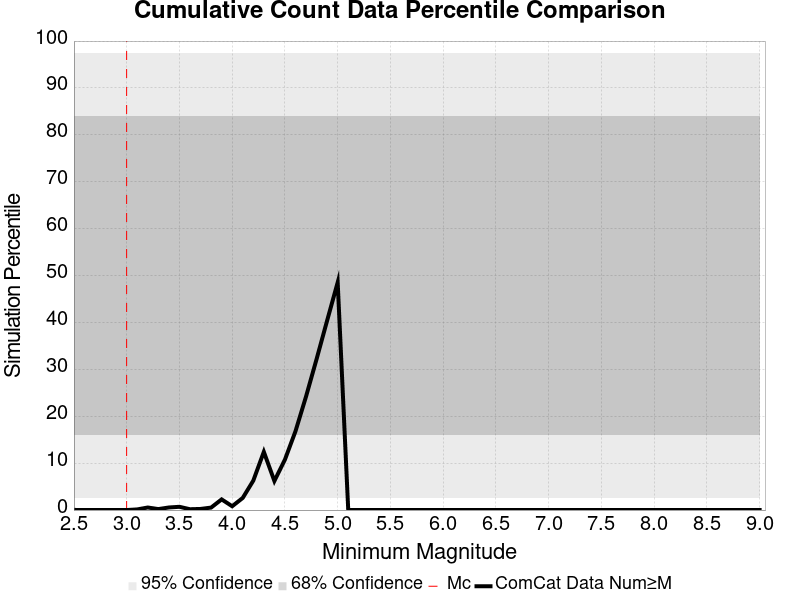 Cumulative Count Data Percentile Comparison
100
90
80
70
60
50
40
30
20
10
0
Simulation Percentile
2.5 3.0 3.5 4.0 4.5 5.0 5.5 6.0 6.5 7.0 7.5 8.0 8.5 9.0
Minimum Magnitude
95% Confidence 68% Confidence Mc ComCat Data Num≥M